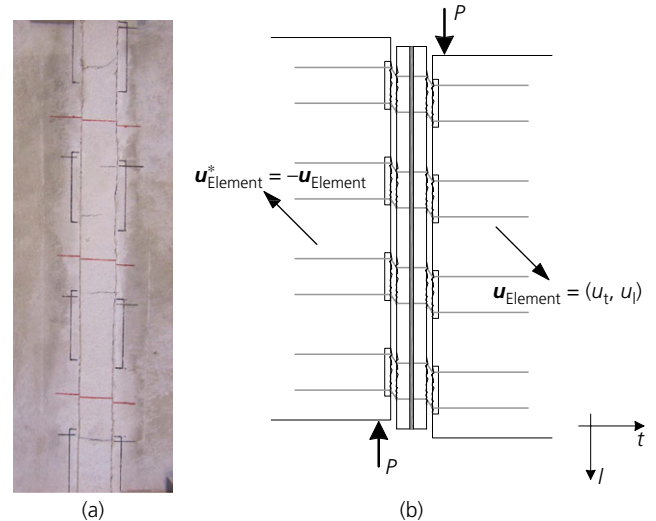 P
u*Element = –uElement
uElement = (ut, ul)
P
t
l
(a)
(b)